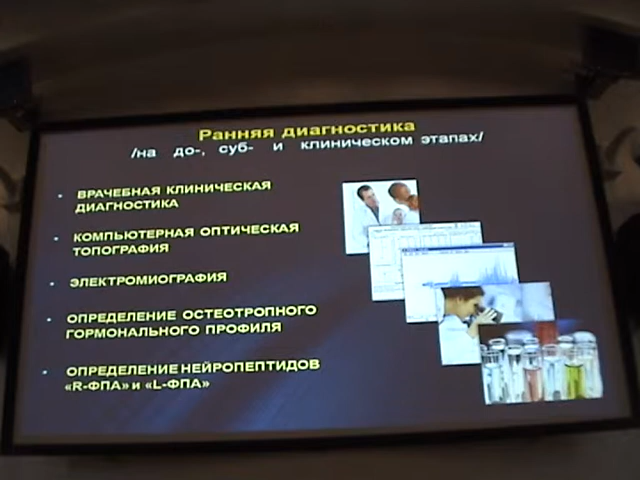 Ранняя диагностика
/на до-, суб- и клиническом этапах/
• ВРАЧЕБНАЯ КЛИНИЧЕСКАЯ
ДИАГНОСТИКА
• КОМПЬЮТЕРНАЯ ОПТИЧЕСКАЯ
ТОПОГРАФИЯ
• ЭЛЕКТРОМИОГРАФИЯ
• ОПРЕДЕЛЕНИЕ ОСТЕОТРОПНОГО
ГОРМОНАЛЬНОГО ПРОФИЛЯ
• ОПРЕДЕЛЕНИЕ НЕЙРОПЕПТИДОВ
«R-ФПА» и «L-ФПА»